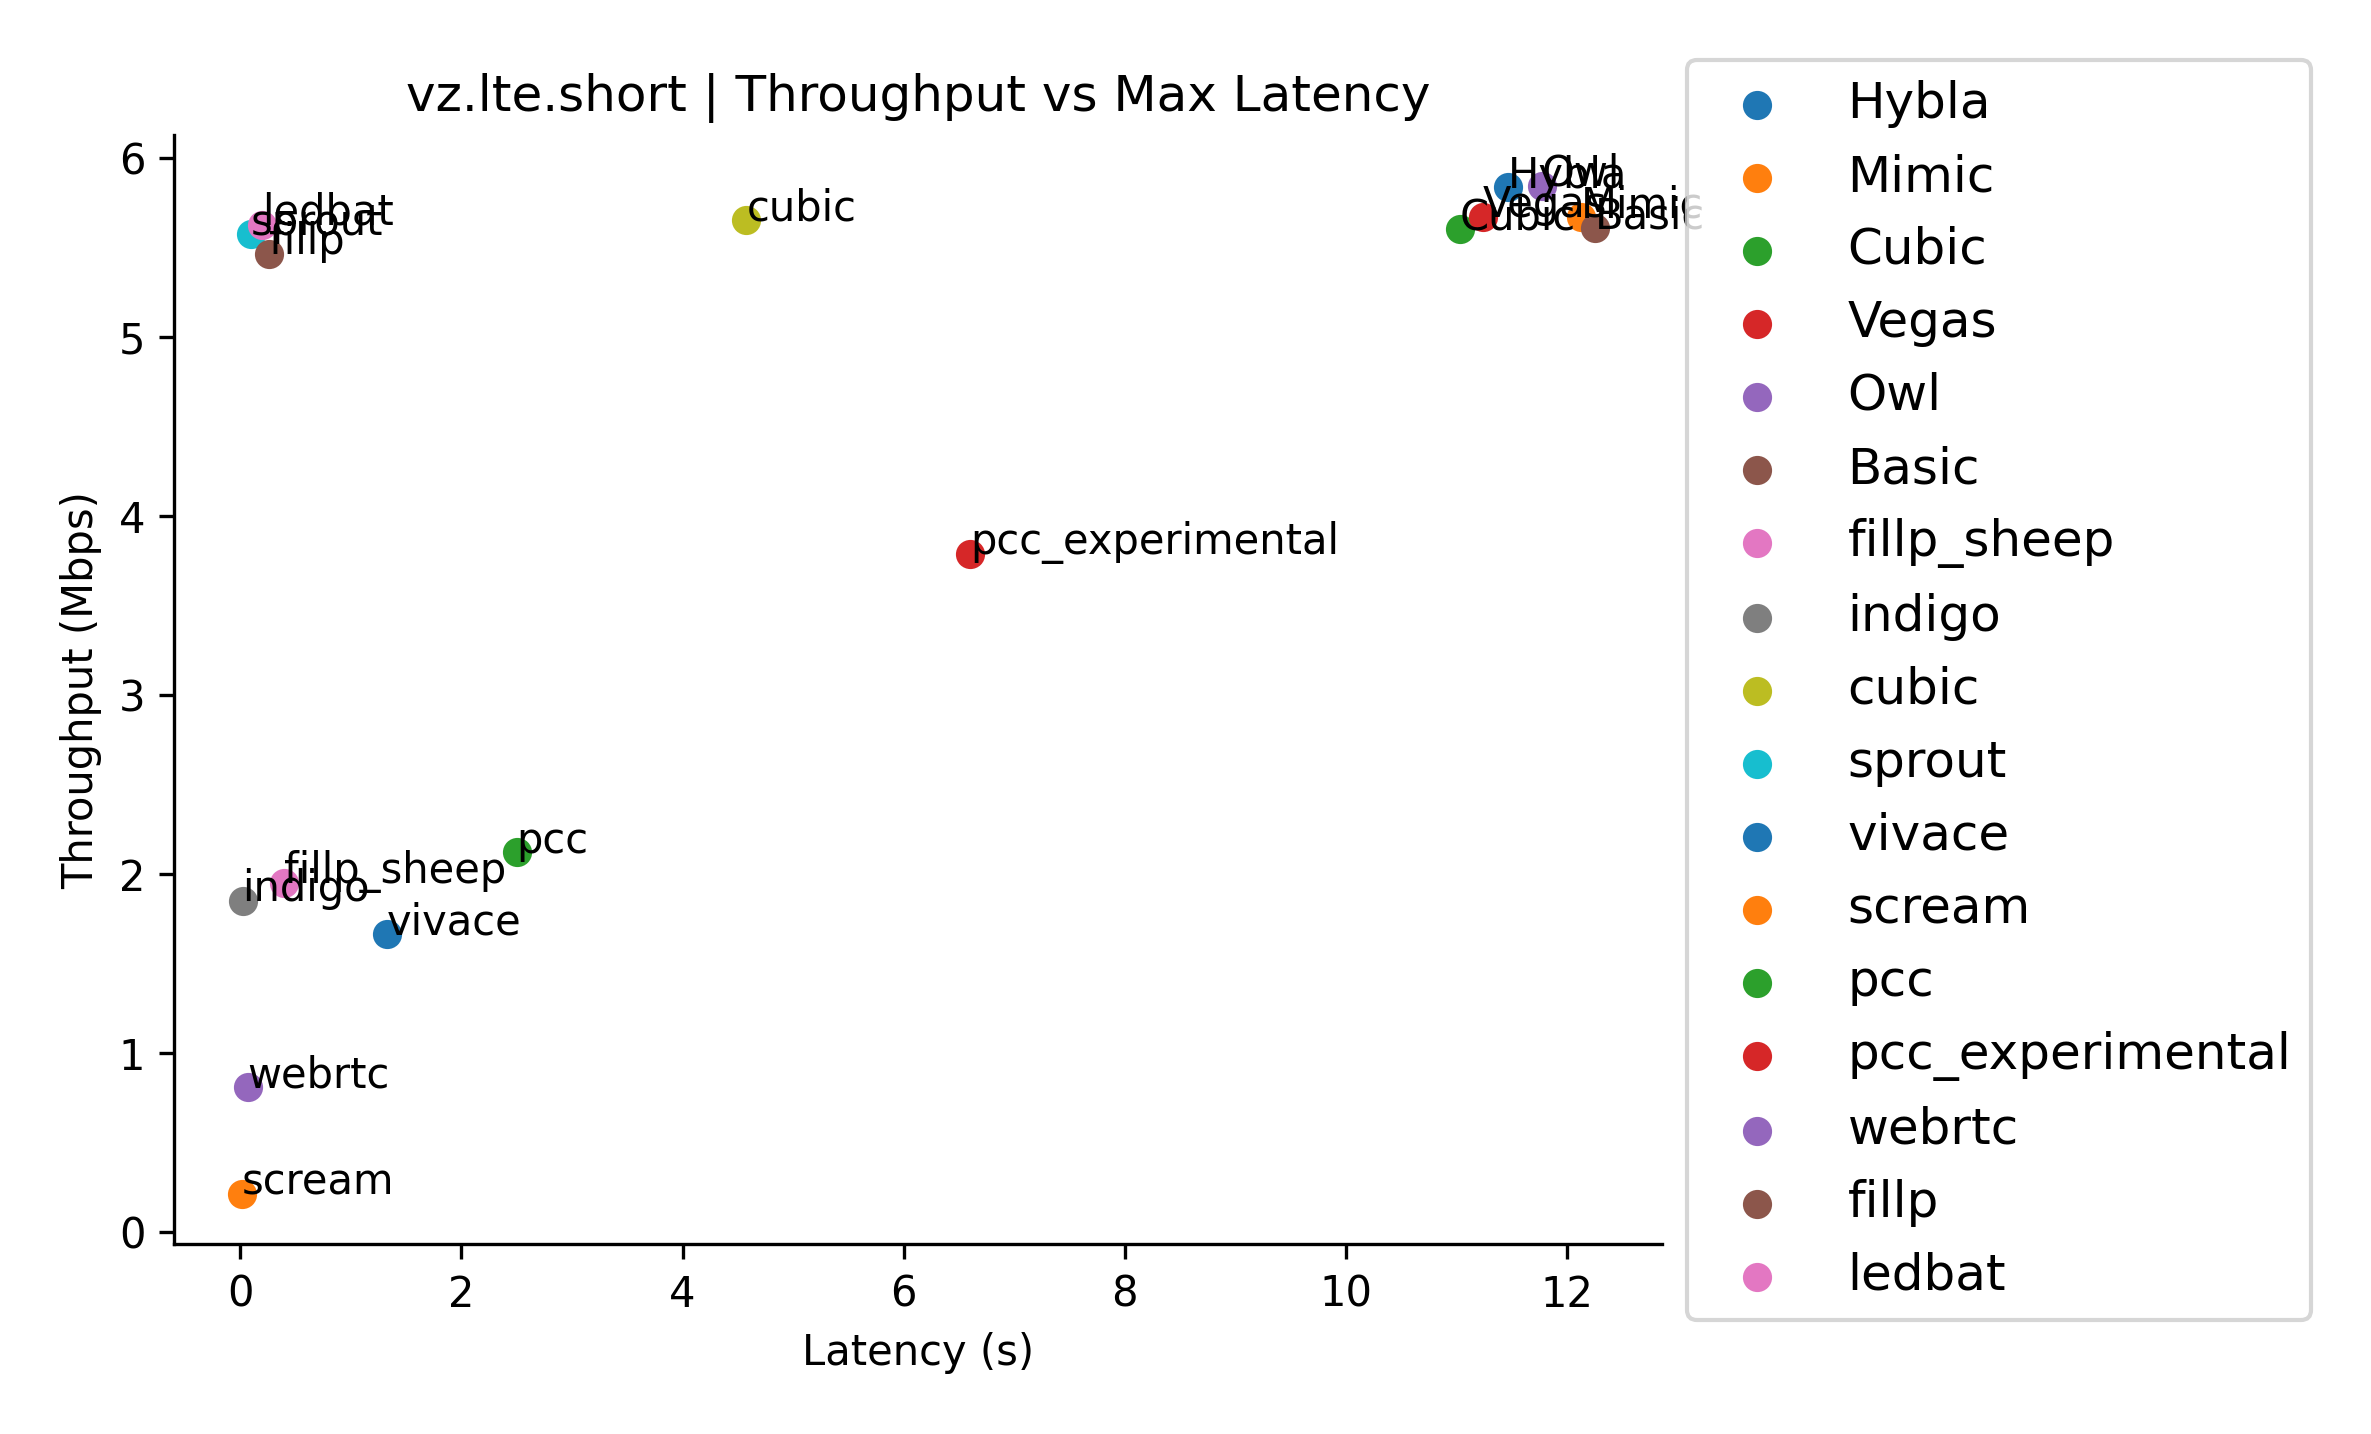 vz.lte.short | Throughput vs Max Latency
Throughput (Mbps)
6
5
4
3
2
1
0
0
2
4
6
8
10
12
Latency (s)
ledbat
sprout
fillp
cubic
Hybla
Owl
Vegas
Mimic
Cubic
Basic
pcc_experimental
pcc
fillp_sheep
indigo
vivace
webrtc
scream
Hybla
Mimic
Cubic
Vegas
Owl
Basic
fillp_sheep
indigo
cubic
sprout
vivace
scream
pcc
pcc_experimental
webrtc
fillp
ledbat